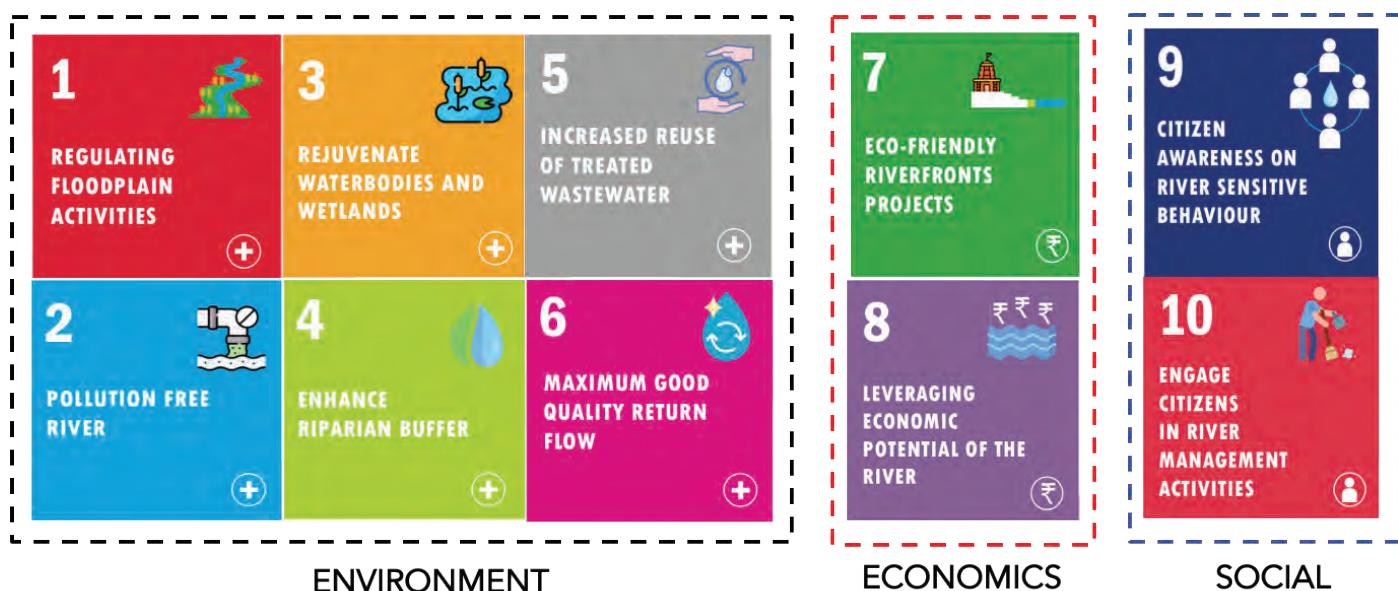 1
REGULATING
FLOODPLAIN
ACTIVITIES
2
POLLUTION FREE
RIVER
3
REJUVENATE
WATERBODIES AND
WETLANDS
4
ENHANCE
RIPARIAN BUFFER
5
INCREASED REUSE
OF TREATED
WASTEWATER
6
MAXIMUM GOOD
QUALITY RETURN
FLOW
ENVIRONMENT
7
ECO-FRIENDLY
RIVERFRONTS
PROJECTS
₹
8
₹ ₹ ₹
LEVERAGING
ECONOMIC
POTENTIAL OF THE
RIVER
₹
ECONOMICS
9
CITIZEN
AWARENESS ON
RIVER SENSITIVE
BEHAVIOUR
10
ENGAGE
CITIZENS
IN RIVER
MANAGEMENT
ACTIVITIES
SOCIAL